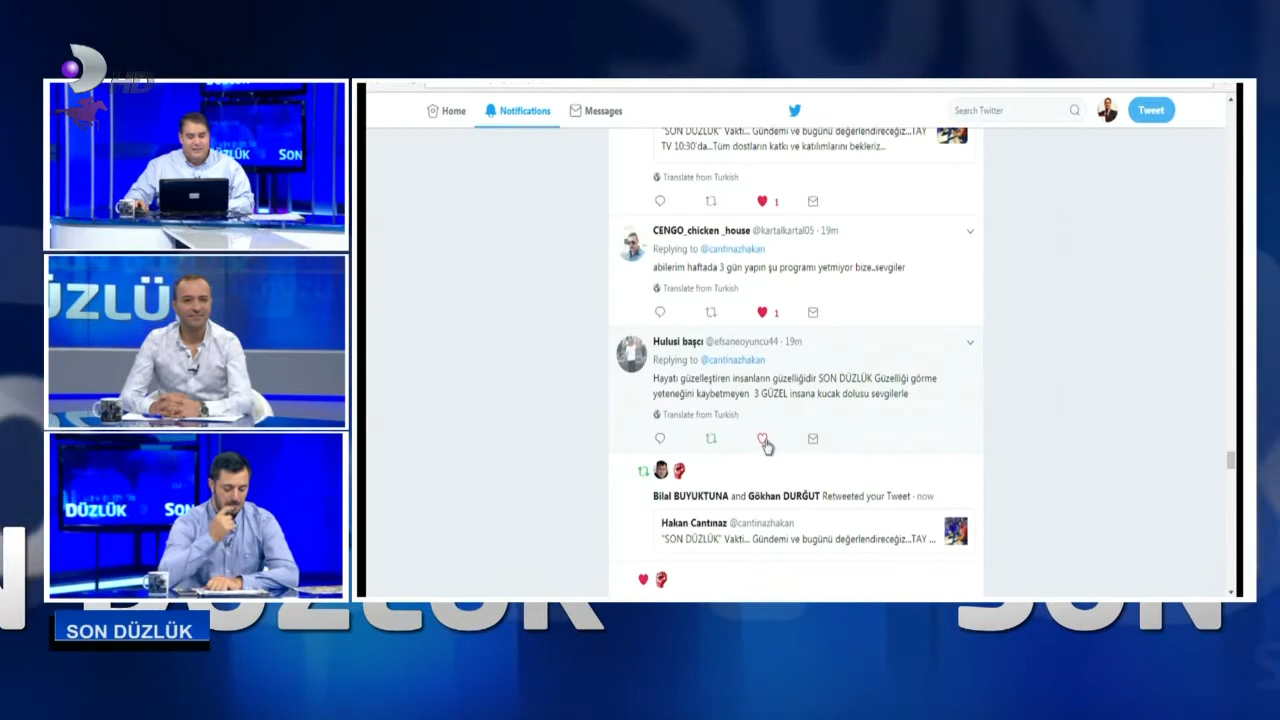 HD
DÜZLÜK
SON
ÜZLÜ
DÜZLÜK
SON DÜZLÜK
Home
Notifications
Messages
Search Twitter
Tweet
"SON DÜZLÜK" Vakti... Gündemi ve bugünü değerlendireceğiz...TAY
TV 10:30'da...Tüm dostların katkı ve katılımlarını bekleriz...
Translate from Turkish
1
CENGO_chicken _house @kartalkartal05 · 19m
Replying to @cantinazhakan
abilerim haftada 3 gün yapın şu programı yetmiyor bize..sevgiler
Translate from Turkish
1
Hulusi başcı @efsaneoyuncu44 · 19m
Replying to @cantinazhakan
Hayatı güzelleştiren insanların güzelliğidir SON DÜZLÜK Güzelliği görme
yeteneğini kaybetmeyen 3 GÜZEL insana kucak dolusu sevgilerle
Translate from Turkish
Bilal BUYUKTUNA and Gökhan DURĞUT Retweeted your Tweet · now
Hakan Cantınaz @cantinazhakan
"SON DÜZLÜK" Vakti... Gündemi ve bugünü değerlendireceğiz...TAY ...
DÜZLÜK
SON